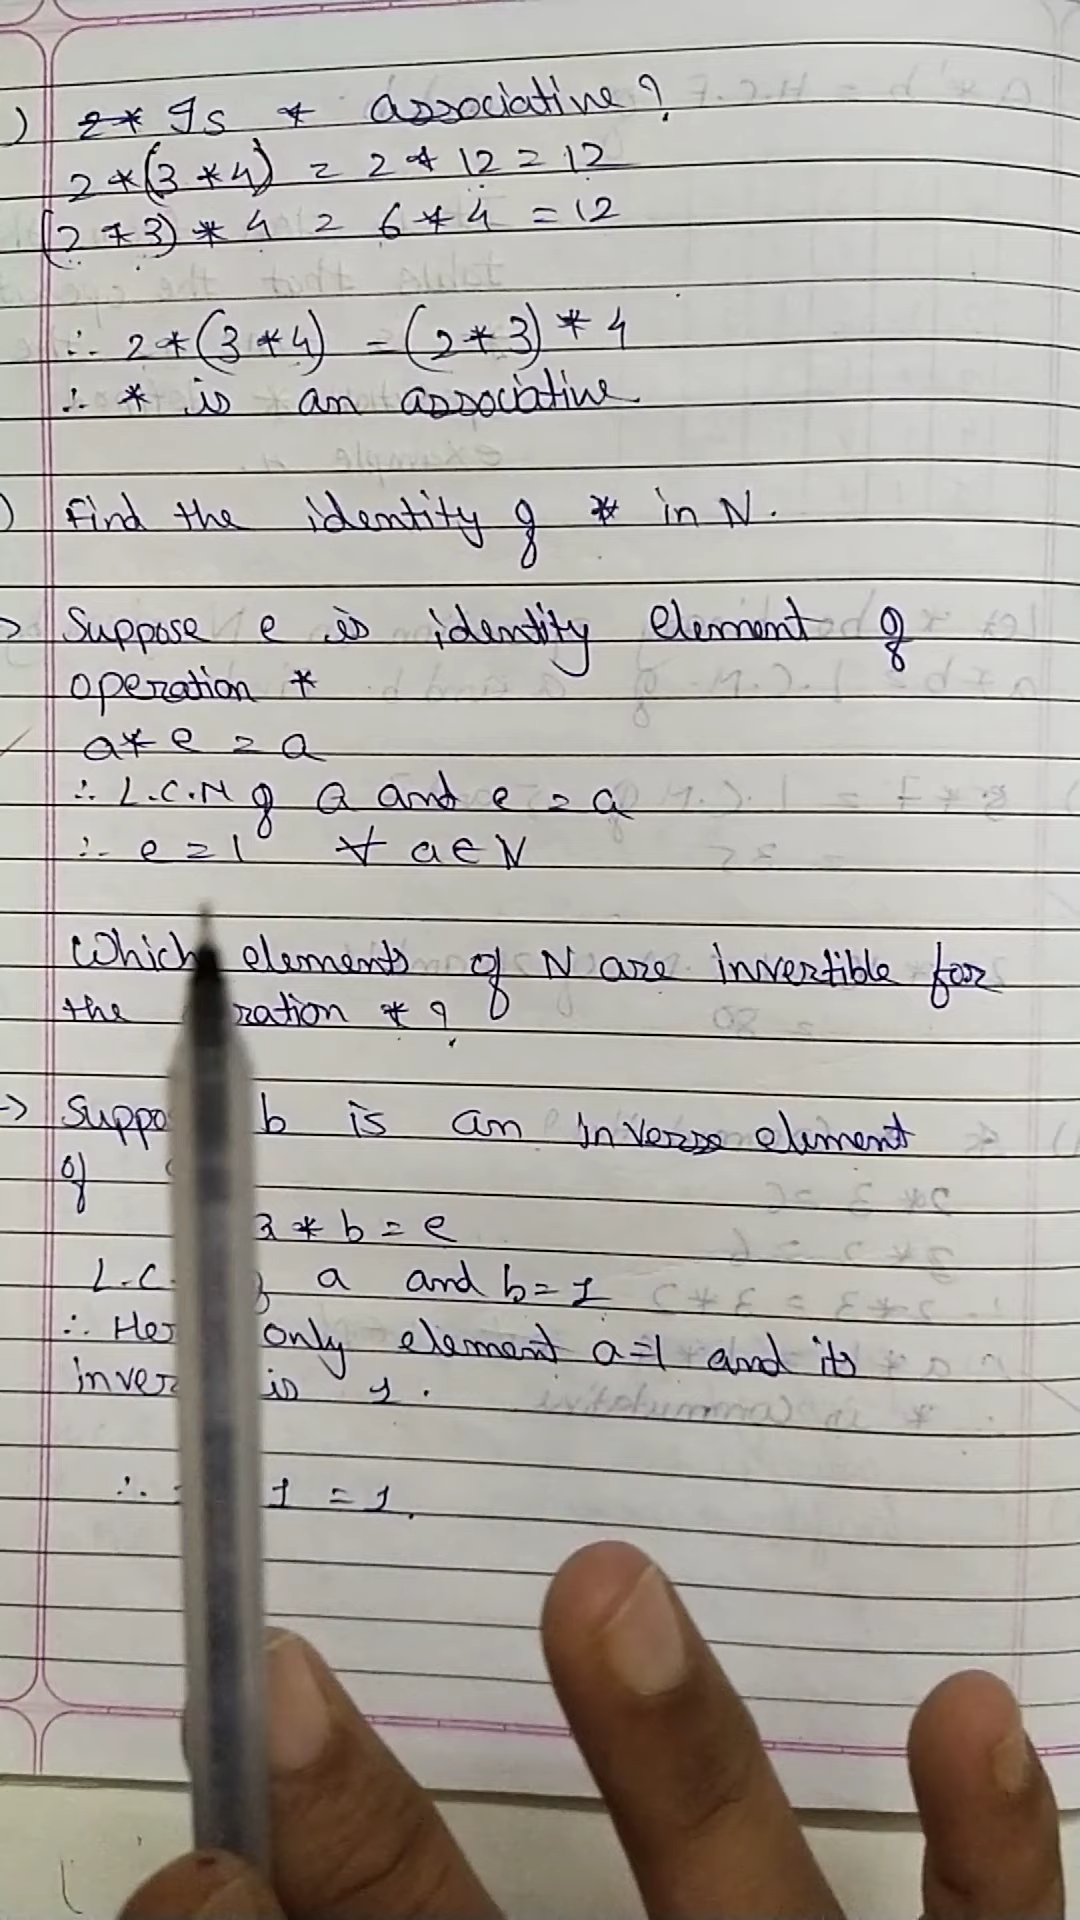 ) Is * associative?
2*(3*4) = 2*12 = 12
(2*3)*4 = 6*4 = 12
∴ 2*(3*4) = (2*3)*4
∴ * is an associative
) Find the identity of * in N.
Suppose e is identity element of
operation *
a*e = a
∴ L.C.M of a and e = a
∴ e = 1 ∀ a∈N
Which elements of N are invertible for
the ration * ?
→ Suppo b is an inverse element
of
* b = e
L.C. a and b = 1
∴ He only element a=1 and its
inver is 1.
∴ 1 = 1.